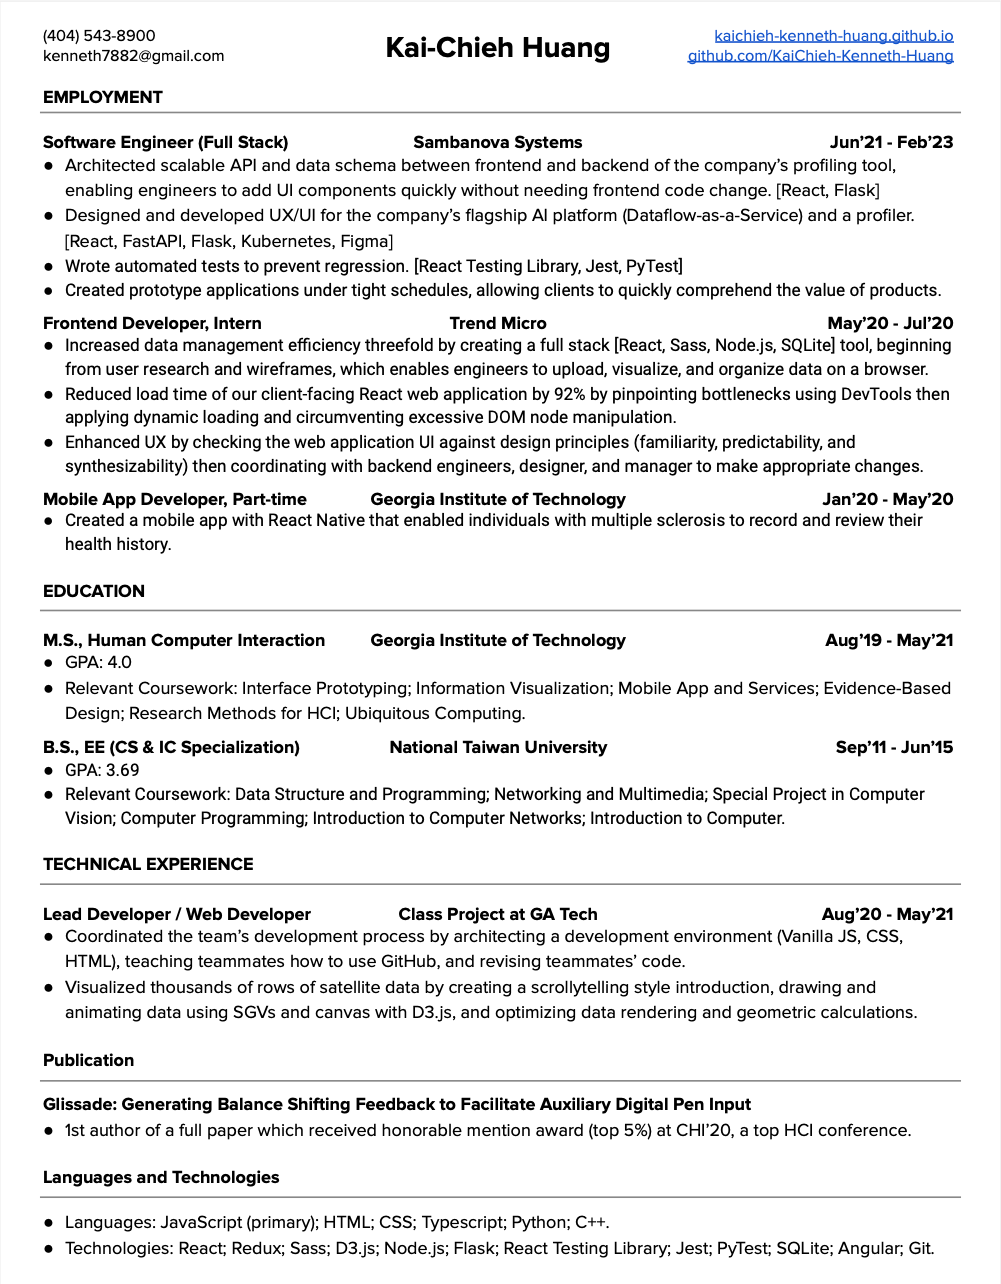 (404) 543-8900
kenneth7882@gmail.com
Kai-Chieh Huang
kaichieh-kenneth-huang.github.io
github.com/KaiChieh-Kenneth-Huang
EMPLOYMENT
Software Engineer (Full Stack) Sambanova Systems Jun’21 - Feb’23
● Architected scalable API and data schema between frontend and backend of the company’s profiling tool,
enabling engineers to add UI components quickly without needing frontend code change. [React, Flask]
● Designed and developed UX/UI for the company’s flagship AI platform (Dataflow-as-a-Service) and a profiler.
[React, FastAPI, Flask, Kubernetes, Figma]
● Wrote automated tests to prevent regression. [React Testing Library, Jest, PyTest]
● Created prototype applications under tight schedules, allowing clients to quickly comprehend the value of products.
Frontend Developer, Intern Trend Micro May’20 - Jul’20
● Increased data management efficiency threefold by creating a full stack [React, Sass, Node.js, SQLite] tool, beginning
from user research and wireframes, which enables engineers to upload, visualize, and organize data on a browser.
● Reduced load time of our client-facing React web application by 92% by pinpointing bottlenecks using DevTools then
applying dynamic loading and circumventing excessive DOM node manipulation.
● Enhanced UX by checking the web application UI against design principles (familiarity, predictability, and
synthesizability) then coordinating with backend engineers, designer, and manager to make appropriate changes.
Mobile App Developer, Part-time Georgia Institute of Technology Jan’20 - May’20
● Created a mobile app with React Native that enabled individuals with multiple sclerosis to record and review their
health history.
EDUCATION
M.S., Human Computer Interaction Georgia Institute of Technology Aug’19 - May’21
● GPA: 4.0
● Relevant Coursework: Interface Prototyping; Information Visualization; Mobile App and Services; Evidence-Based
Design; Research Methods for HCI; Ubiquitous Computing.
B.S., EE (CS & IC Specialization) National Taiwan University Sep’11 - Jun’15
● GPA: 3.69
● Relevant Coursework: Data Structure and Programming; Networking and Multimedia; Special Project in Computer
Vision; Computer Programming; Introduction to Computer Networks; Introduction to Computer.
TECHNICAL EXPERIENCE
Lead Developer / Web Developer Class Project at GA Tech Aug’20 - May’21
● Coordinated the team’s development process by architecting a development environment (Vanilla JS, CSS,
HTML), teaching teammates how to use GitHub, and revising teammates’ code.
● Visualized thousands of rows of satellite data by creating a scrollytelling style introduction, drawing and
animating data using SGVs and canvas with D3.js, and optimizing data rendering and geometric calculations.
Publication
Glissade: Generating Balance Shifting Feedback to Facilitate Auxiliary Digital Pen Input
● 1st author of a full paper which received honorable mention award (top 5%) at CHI’20, a top HCI conference.
Languages and Technologies
● Languages: JavaScript (primary); HTML; CSS; Typescript; Python; C++.
● Technologies: React; Redux; Sass; D3.js; Node.js; Flask; React Testing Library; Jest; PyTest; SQLite; Angular; Git.